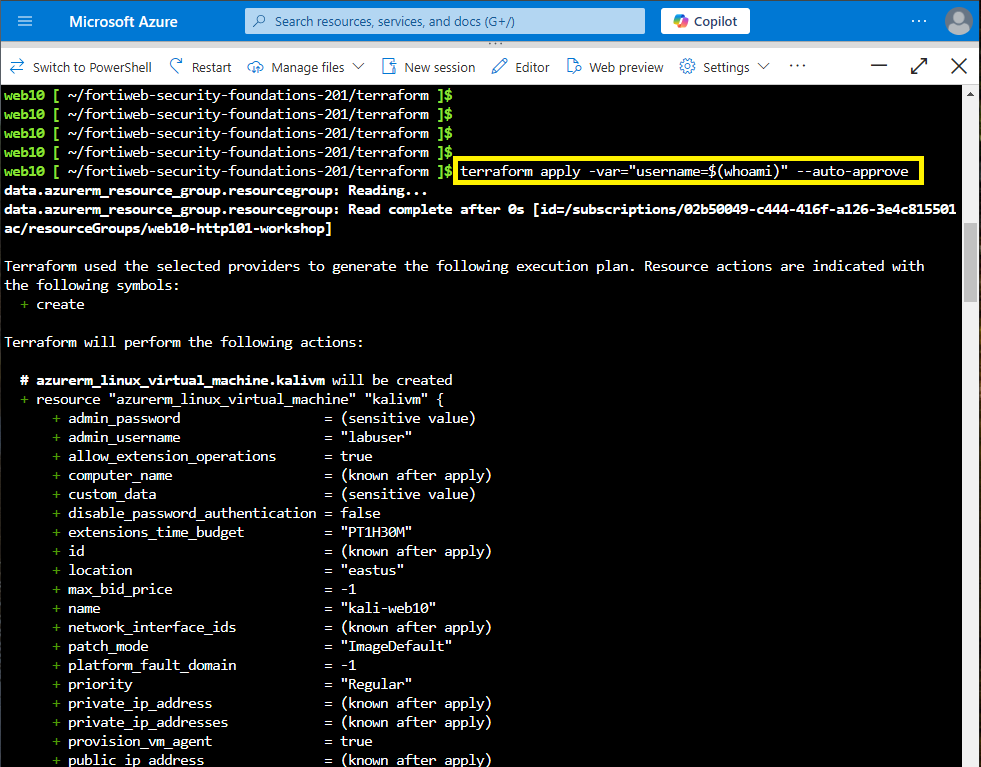 Microsoft Azure
Search resources, services, and docs (G+/)
Copilot
...
Switch to PowerShell
Restart
Manage files
New session
Editor
Web preview
Settings
...
web10 [ ~/fortiweb-security-foundations-201/terraform ]$
web10 [ ~/fortiweb-security-foundations-201/terraform ]$
web10 [ ~/fortiweb-security-foundations-201/terraform ]$
web10 [ ~/fortiweb-security-foundations-201/terraform ]$
web10 [ ~/fortiweb-security-foundations-201/terraform ]$ terraform apply -var="username=$(whoami)" --auto-approve
data.azurerm_resource_group.resourcegroup: Reading...
data.azurerm_resource_group.resourcegroup: Read complete after 0s [id=/subscriptions/02b50049-c444-416f-a126-3e4c815501
ac/resourceGroups/web10-http101-workshop]
Terraform used the selected providers to generate the following execution plan. Resource actions are indicated with
the following symbols:
+ create
Terraform will perform the following actions:
# azurerm_linux_virtual_machine.kalivm will be created
+ resource "azurerm_linux_virtual_machine" "kalivm" {
+ admin_password = (sensitive value)
+ admin_username = "labuser"
+ allow_extension_operations = true
+ computer_name = (known after apply)
+ custom_data = (sensitive value)
+ disable_password_authentication = false
+ extensions_time_budget = "PT1H30M"
+ id = (known after apply)
+ location = "eastus"
+ max_bid_price = -1
+ name = "kali-web10"
+ network_interface_ids = (known after apply)
+ patch_mode = "ImageDefault"
+ platform_fault_domain = -1
+ priority = "Regular"
+ private_ip_address = (known after apply)
+ private_ip_addresses = (known after apply)
+ provision_vm_agent = true
+ public_ip_address = (known after apply)